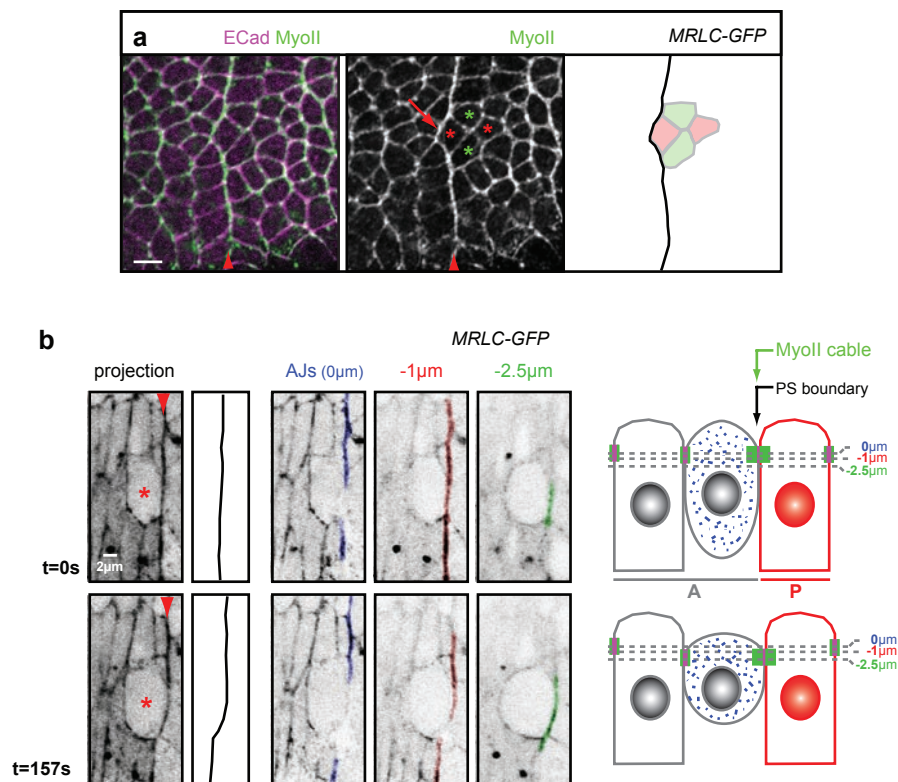 a
ECad MyoII
MyoII
MRLC-GFP
* * * *
b
MRLC-GFP
projection
AJs (0µm)
-1µm
-2.5µm
MyoII cable
PS boundary
*
2µm
t=0s
0µm
-1µm
-2.5µm
A
P
*
t=157s
0µm
-1µm
-2.5µm